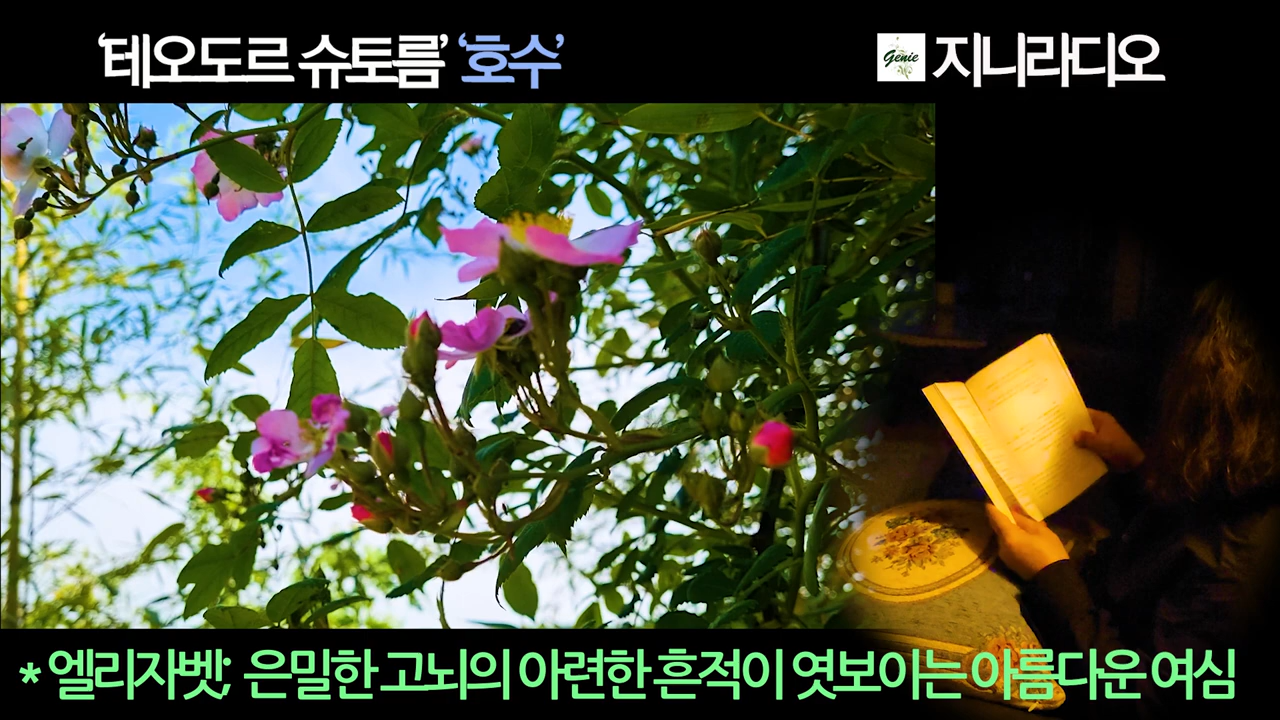 ‘테오도르 슈토름’ ‘호수’
Genie 지니라디오
* 엘리자벳; 은밀한 고뇌의 아련한 흔적이 엿보이는 아름다운 여심